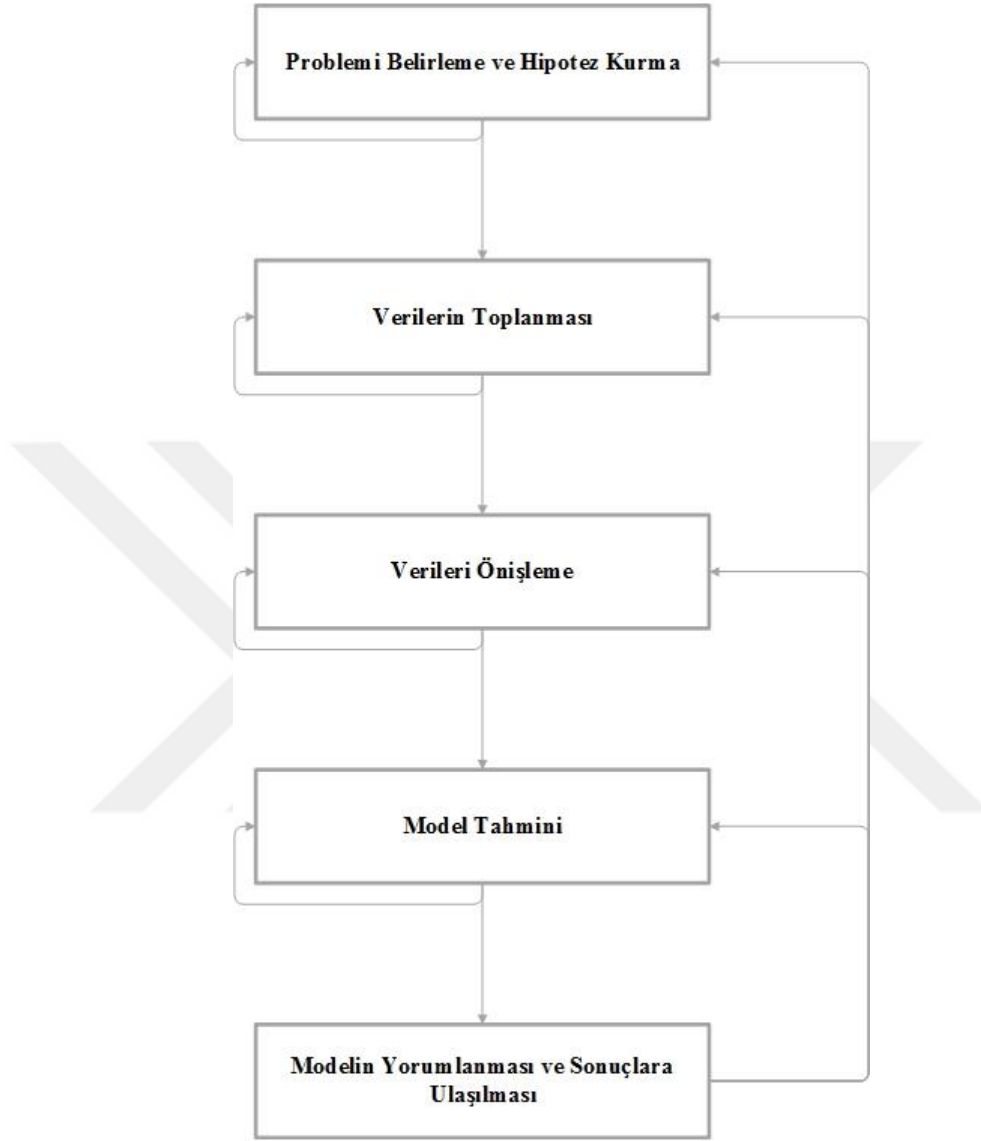 Problemi Belirleme ve Hipotez Kurma
Verilerin Toplanması
Verileri Önişleme
Model Tahmini
Modelin Yorumlanması ve Sonuçlara
Ulaşılması